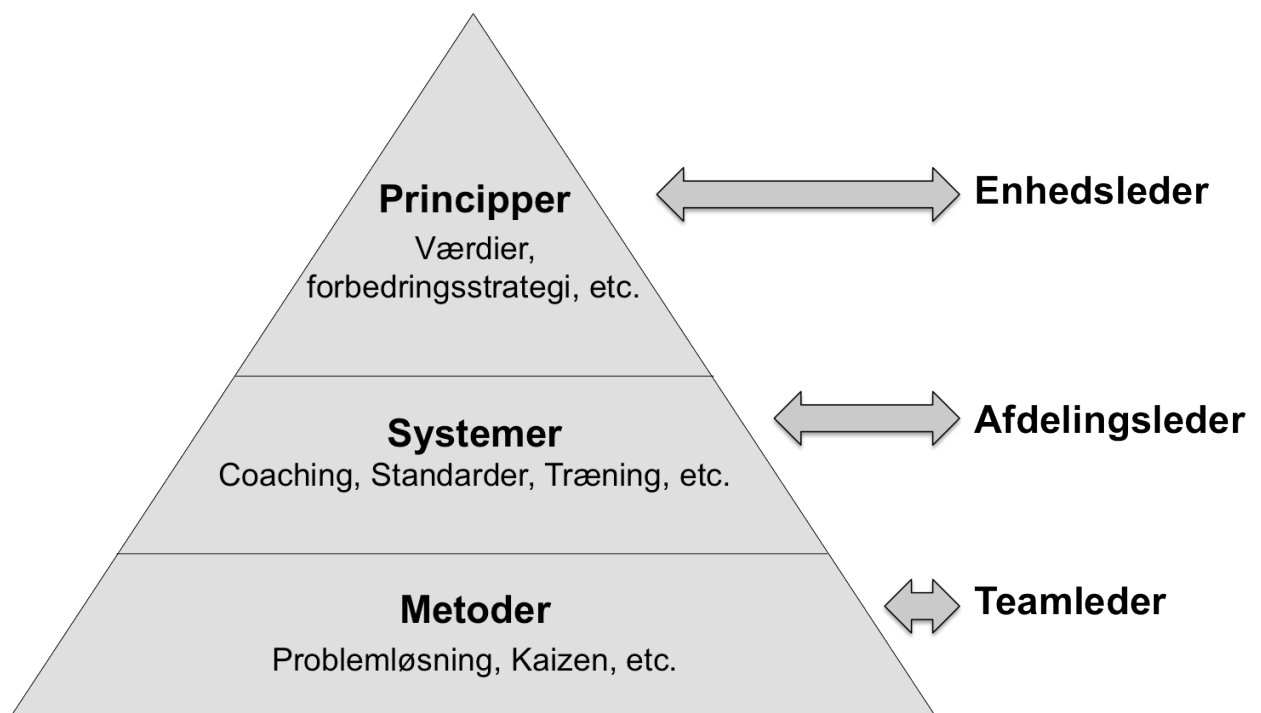 Principper
Værdier,
forbedringsstrategi, etc.
Enhedsleder
Systemer
Coaching, Standarder, Træning, etc.
Afdelingsleder
Metoder
Problemløsning, Kaizen, etc.
Teamleder